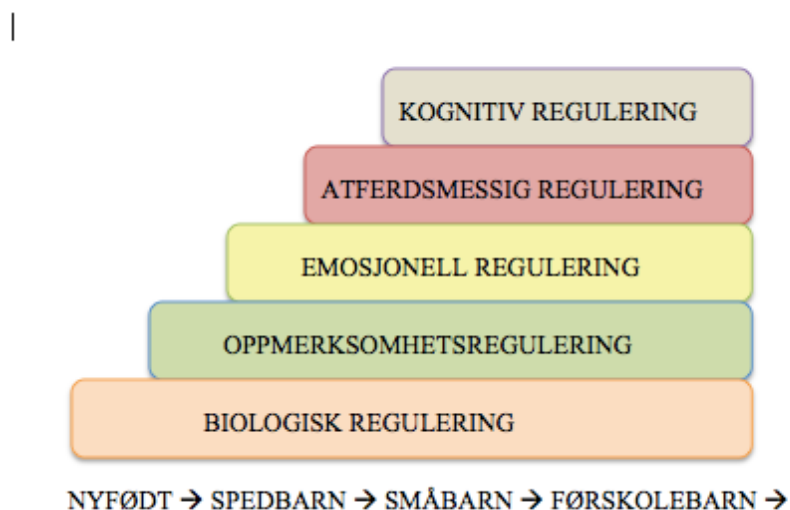 KOGNITIV REGULERING
ATFERDSMESSIG REGULERING
EMOSJONELL REGULERING
OPPMERKSOMHETSREGULERING
BIOLOGISK REGULERING
NYFØDT → SPEDBARN → SMÅBARN → FØRSKOLEBARN →